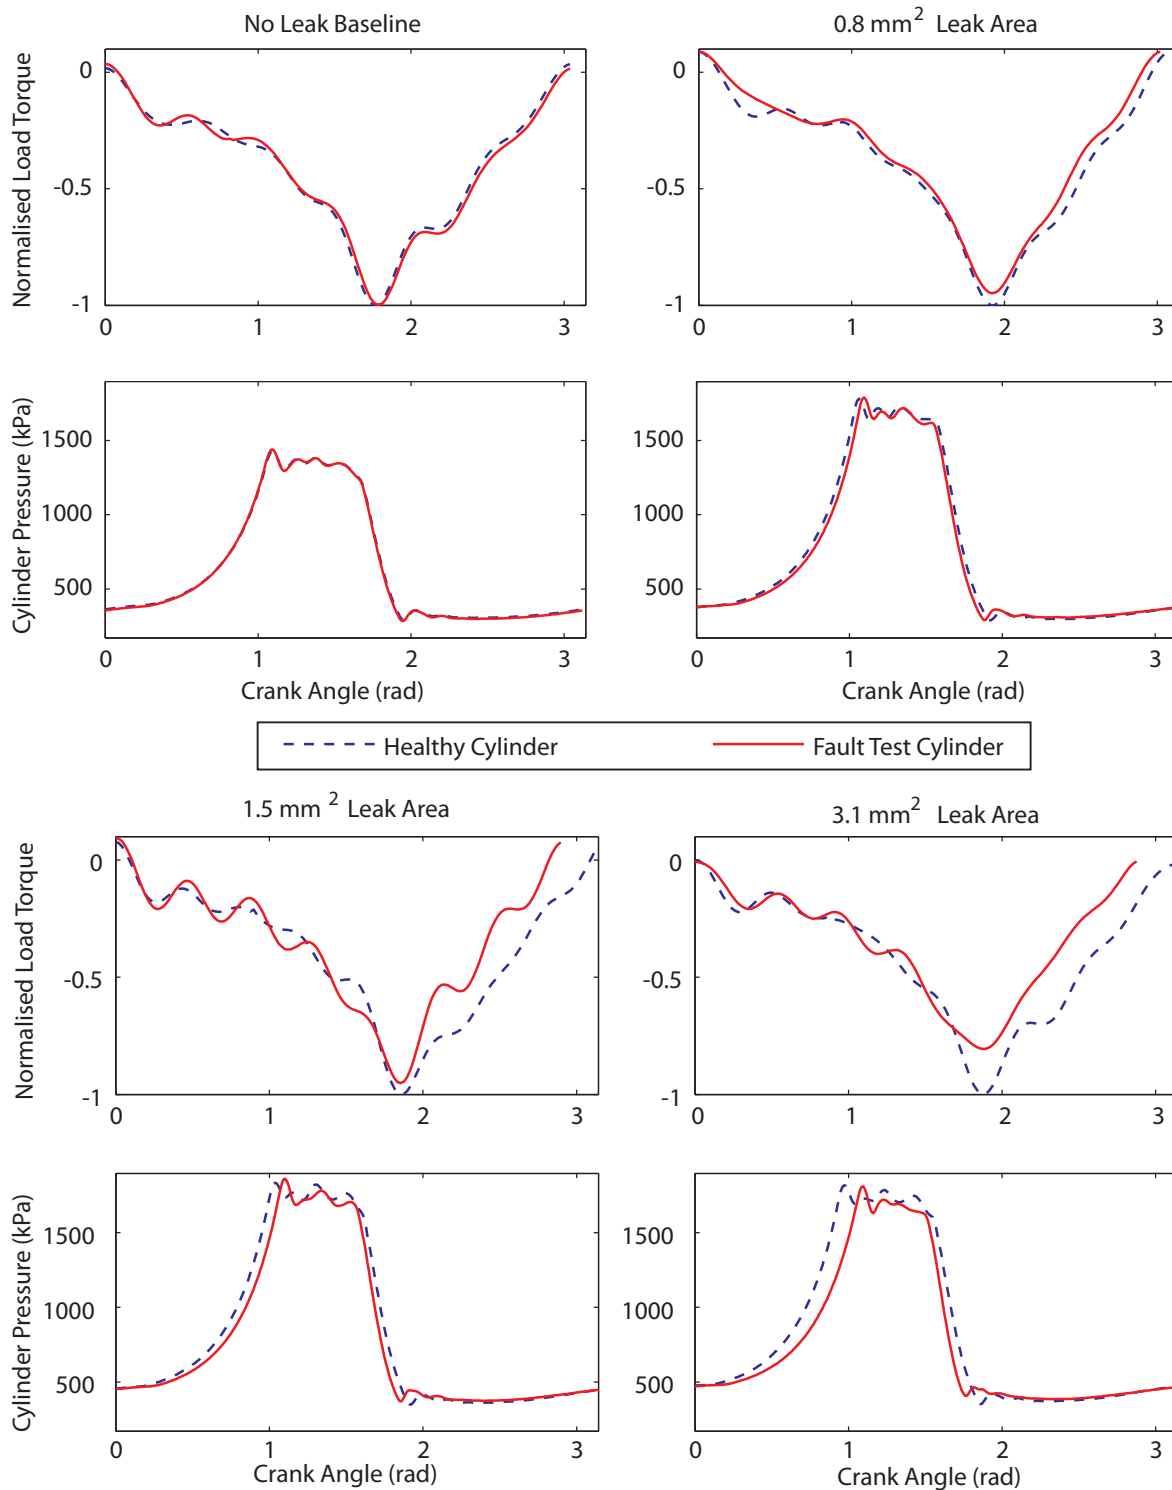 No Leak Baseline
0.8 mm² Leak Area
Normalised Load Torque
0
-0.5
-1
0 1 2 3
0
-0.5
-1
0 1 2 3
Cylinder Pressure (kPa)
1500
1000
500
0 1 2 3
Crank Angle (rad)
1500
1000
500
0 1 2 3
Crank Angle (rad)
Healthy Cylinder
Fault Test Cylinder
1.5 mm ² Leak Area
3.1 mm² Leak Area
Normalised Load Torque
0
-0.5
-1
0 1 2 3
0
-0.5
-1
0 1 2 3
Cylinder Pressure (kPa)
1500
1000
500
0 1 2 3
Crank Angle (rad)
1500
1000
500
0 1 2 3
Crank Angle (rad)